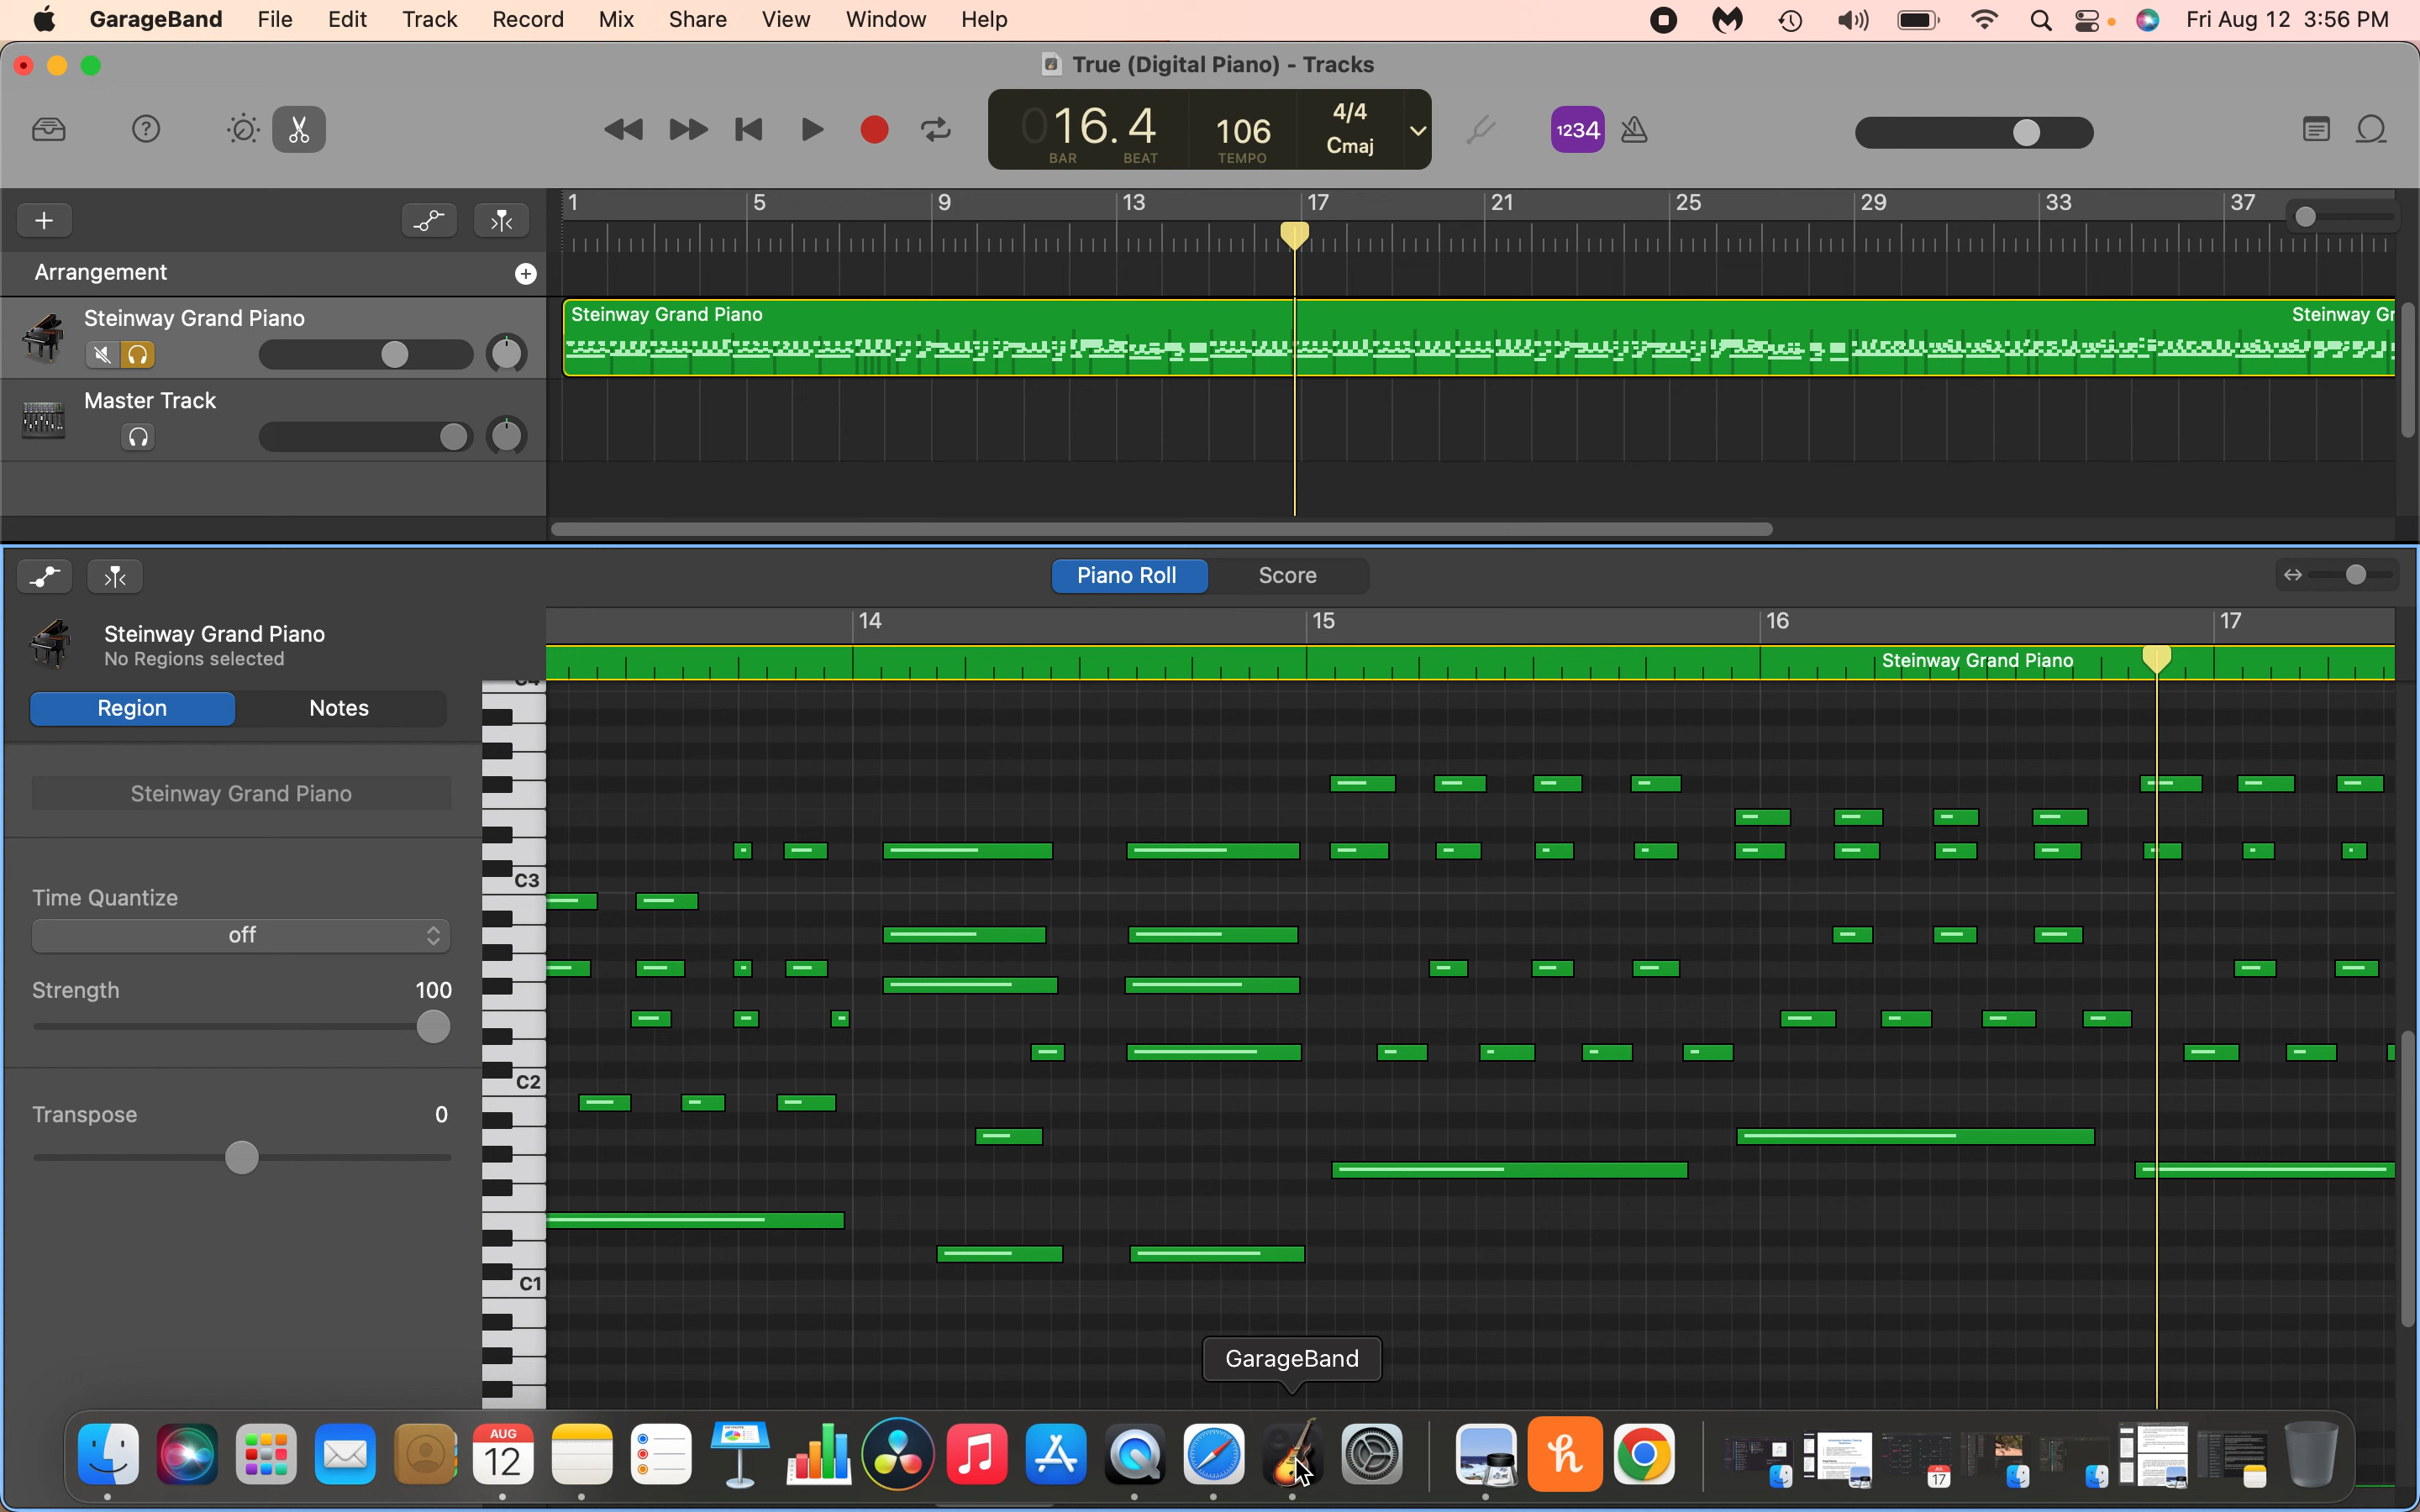 GarageBand File Edit Track Record Mix Share View Window Help Fri Aug 12 3:56 PM
True (Digital Piano) - Tracks
016.4 106 4/4
Cmaj
BAR BEAT TEMPO
1234
1 5 9 13 17 21 25 29 33 37
Arrangement
Steinway Grand Piano
Steinway Grand Piano Steinway Gr
Master Track
Piano Roll Score
Steinway Grand Piano
No Regions selected
14 15 16 17
Steinway Grand Piano
Region Notes
Steinway Grand Piano
C3
Time Quantize
off
Strength 100
C2
Transpose 0
C1
GarageBand
AUG
12
17